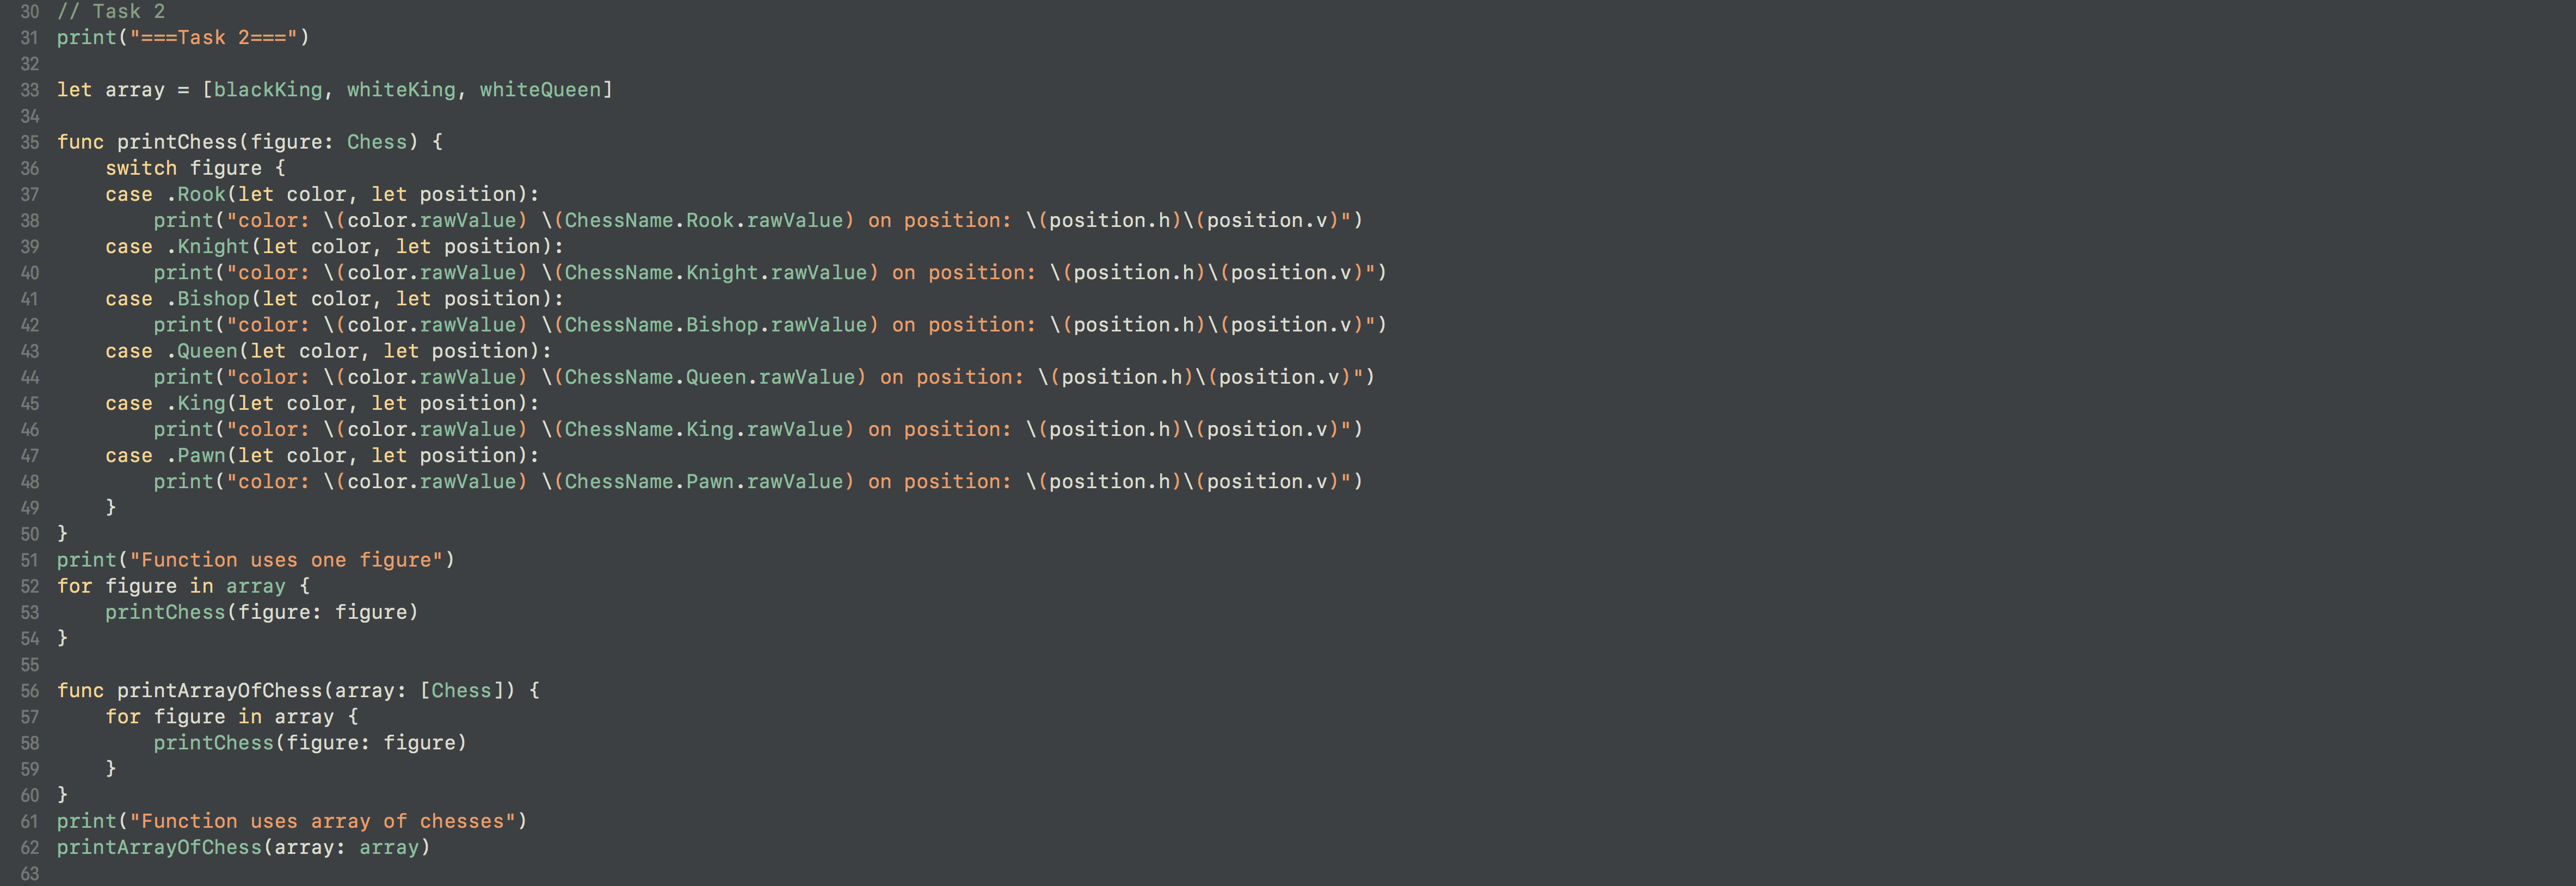 30 // Task 2
31 print("===Task 2===")
32
33 let array = [blackKing, whiteKing, whiteQueen]
34
35 func printChess(figure: Chess) {
36     switch figure {
37     case .Rook(let color, let position):
38         print("color: \(color.rawValue) \(ChessName.Rook.rawValue) on position: \(position.h)\(position.v)")
39     case .Knight(let color, let position):
40         print("color: \(color.rawValue) \(ChessName.Knight.rawValue) on position: \(position.h)\(position.v)")
41     case .Bishop(let color, let position):
42         print("color: \(color.rawValue) \(ChessName.Bishop.rawValue) on position: \(position.h)\(position.v)")
43     case .Queen(let color, let position):
44         print("color: \(color.rawValue) \(ChessName.Queen.rawValue) on position: \(position.h)\(position.v)")
45     case .King(let color, let position):
46         print("color: \(color.rawValue) \(ChessName.King.rawValue) on position: \(position.h)\(position.v)")
47     case .Pawn(let color, let position):
48         print("color: \(color.rawValue) \(ChessName.Pawn.rawValue) on position: \(position.h)\(position.v)")
49     }
50 }
51 print("Function uses one figure")
52 for figure in array {
53     printChess(figure: figure)
54 }
55
56 func printArrayOfChess(array: [Chess]) {
57     for figure in array {
58         printChess(figure: figure)
59     }
60 }
61 print("Function uses array of chesses")
62 printArrayOfChess(array: array)
63